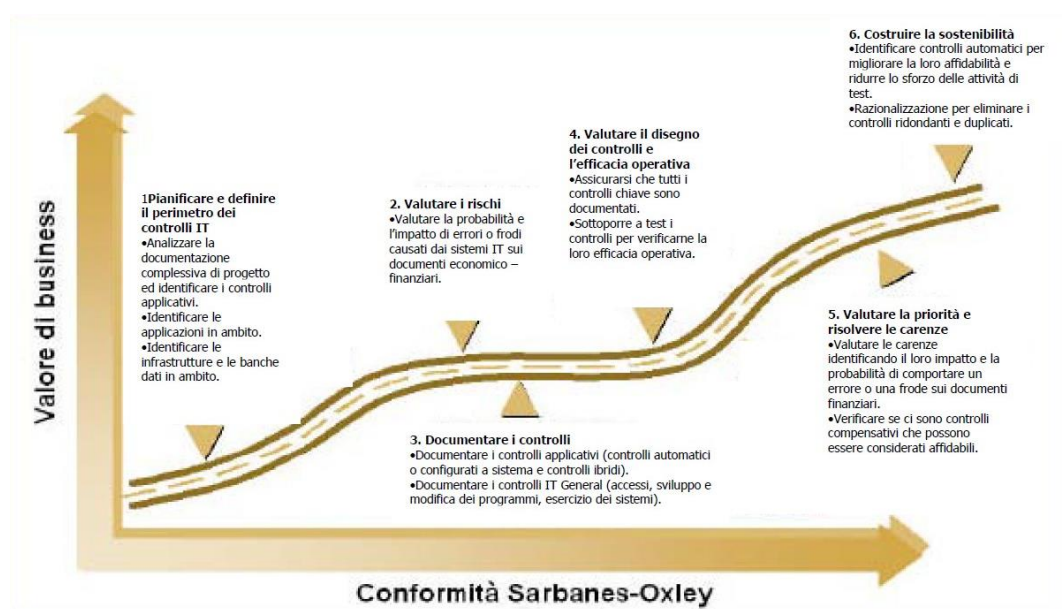 Valore di business
1Pianificare e definire
il perimetro dei
controlli IT
•Analizzare la
documentazione
complessiva di progetto
ed identificare i controlli
applicativi.
•Identificare le
applicazioni in ambito.
•Identificare le
infrastrutture e le banche
dati in ambito.
2. Valutare i rischi
•Valutare la probabilità e
l'impatto di errori o frodi
causati dai sistemi IT sui
documenti economico –
finanziari.
3. Documentare i controlli
•Documentare i controlli applicativi (controlli automatici
o configurati a sistema e controlli ibridi).
•Documentare i controlli IT General (accessi, sviluppo e
modifica dei programmi, esercizio dei sistemi).
4. Valutare il disegno
dei controlli e
l'efficacia operativa
•Assicurarsi che tutti i
controlli chiave sono
documentati.
•Sottoporre a test i
controlli per verificarne la
loro efficacia operativa.
5. Valutare la priorità e
risolvere le carenze
•Valutare le carenze
identificando il loro impatto e la
probabilità di comportare un
errore o una frode sui documenti
finanziari.
•Verificare se ci sono controlli
compensativi che possono
essere considerati affidabili.
6. Costruire la sostenibilità
•Identificare controlli automatici per
migliorare la loro affidabilità e
ridurre lo sforzo delle attività di
test.
•Razionalizzazione per eliminare i
controlli ridondanti e duplicati.
Conformità Sarbanes-Oxley